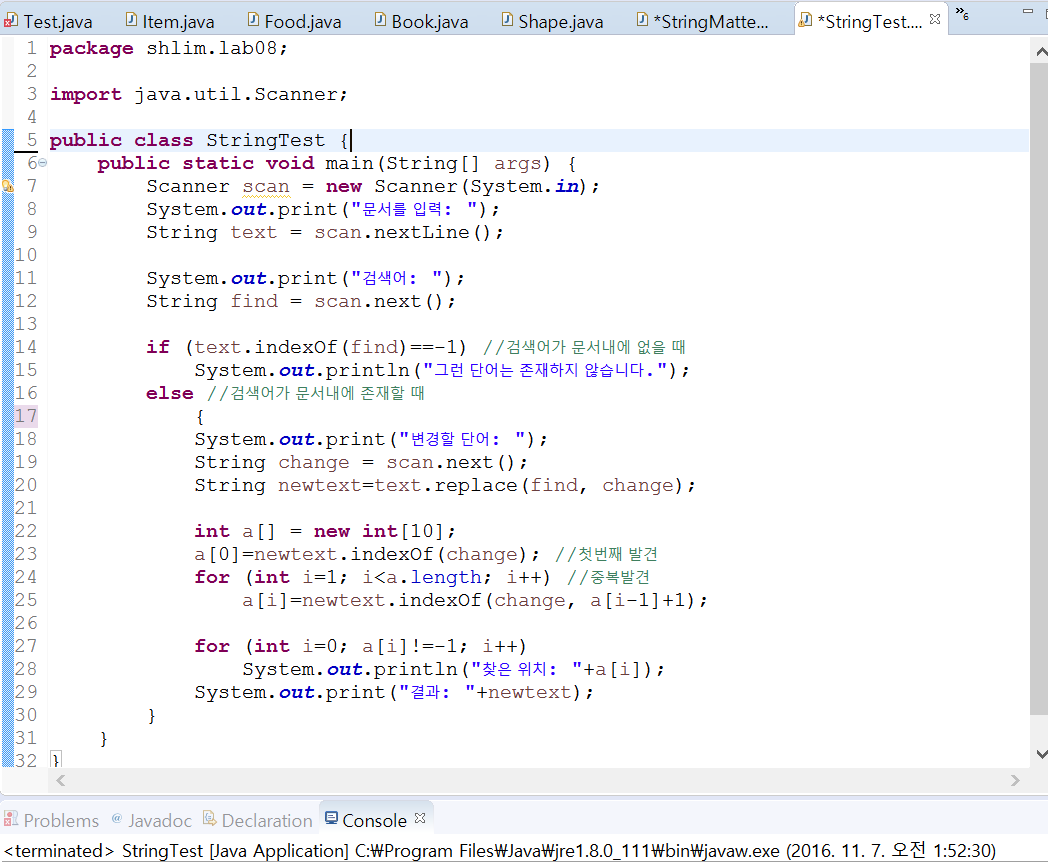 Test.java Item.java Food.java Book.java Shape.java *StringMatte... *StringTest.... »6
1 package shlim.lab08;
2
3 import java.util.Scanner;
4
5 public class StringTest {
6 public static void main(String[] args) {
7 Scanner scan = new Scanner(System.in);
8 System.out.print("문서를 입력: ");
9 String text = scan.nextLine();
10
11 System.out.print("검색어: ");
12 String find = scan.next();
13
14 if (text.indexOf(find)==-1) //검색어가 문서내에 없을 때
15 System.out.println("그런 단어는 존재하지 않습니다.");
16 else //검색어가 문서내에 존재할 때
17 {
18 System.out.print("변경할 단어: ");
19 String change = scan.next();
20 String newtext=text.replace(find, change);
21
22 int a[] = new int[10];
23 a[0]=newtext.indexOf(change); //첫번째 발견
24 for (int i=1; i<a.length; i++) //중복발견
25 a[i]=newtext.indexOf(change, a[i-1]+1);
26
27 for (int i=0; a[i]!=-1; i++)
28 System.out.println("찾은 위치: "+a[i]);
29 System.out.print("결과: "+newtext);
30 }
31 }
32 }
Problems @ Javadoc Declaration Console
<terminated> StringTest [Java Application] C:₩Program Files₩Java₩jre1.8.0_111₩bin₩javaw.exe (2016. 11. 7. 오전 1:52:30)